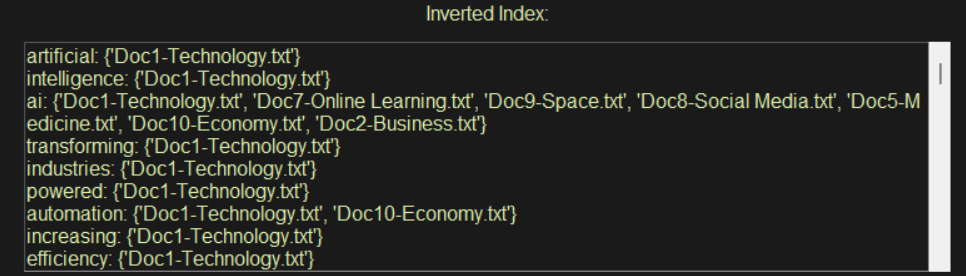 Inverted Index:
artificial: {'Doc1-Technology.txt'}
intelligence: {'Doc1-Technology.txt'}
ai: {'Doc1-Technology.txt', 'Doc7-Online Learning.txt', 'Doc9-Space.txt', 'Doc8-Social Media.txt', 'Doc5-M
edicine.txt', 'Doc10-Economy.txt', 'Doc2-Business.txt'}
transforming: {'Doc1-Technology.txt'}
industries: {'Doc1-Technology.txt'}
powered: {'Doc1-Technology.txt'}
automation: {'Doc1-Technology.txt', 'Doc10-Economy.txt'}
increasing: {'Doc1-Technology.txt'}
efficiency: {'Doc1-Technology.txt'}